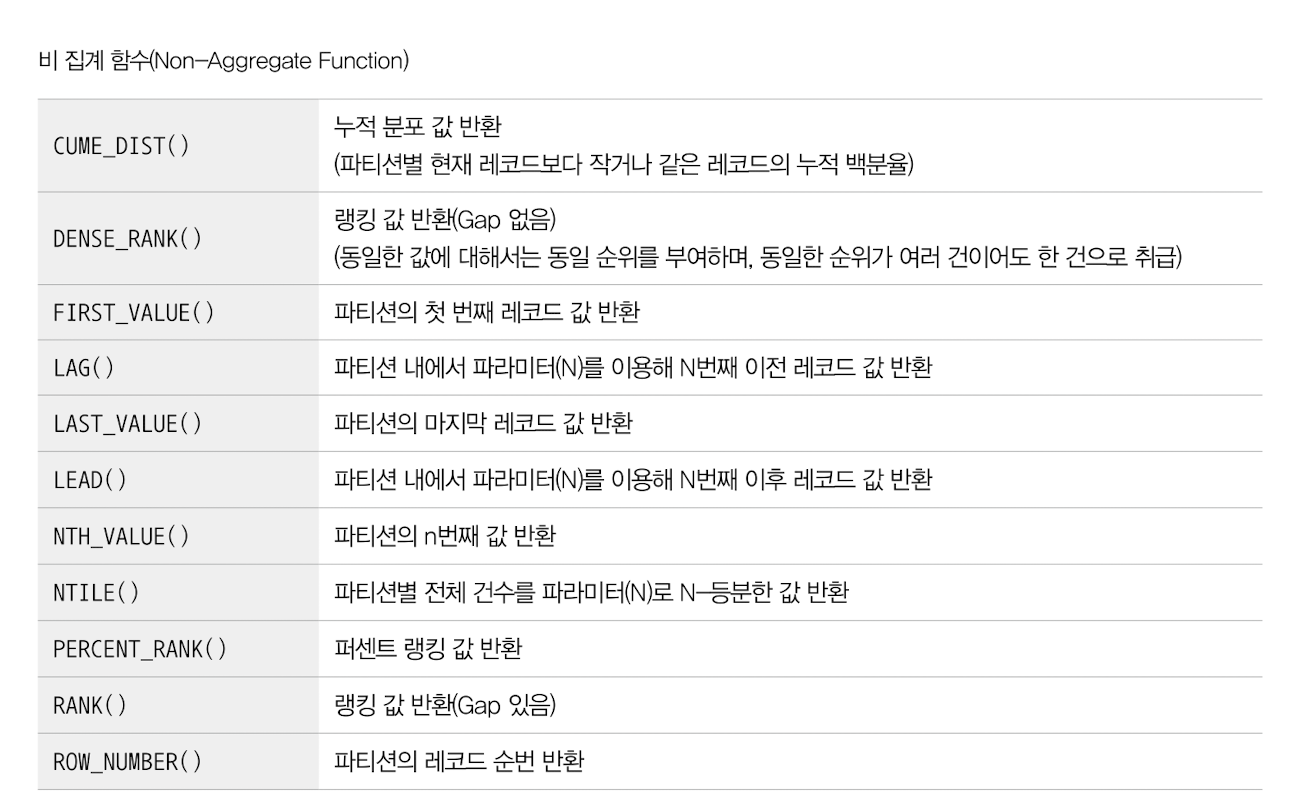 비 집계 함수(Non-Aggregate Function)
CUME_DIST()
누적 분포 값 반환
(파티션별 현재 레코드보다 작거나 같은 레코드의 누적 백분율)
DENSE_RANK()
랭킹 값 반환(Gap 없음)
(동일한 값에 대해서는 동일 순위를 부여하며, 동일한 순위가 여러 건이어도 한 건으로 취급)
FIRST_VALUE()
파티션의 첫 번째 레코드 값 반환
LAG()
파티션 내에서 파라미터(N)를 이용해 N번째 이전 레코드 값 반환
LAST_VALUE()
파티션의 마지막 레코드 값 반환
LEAD()
파티션 내에서 파라미터(N)를 이용해 N번째 이후 레코드 값 반환
NTH_VALUE()
파티션의 n번째 값 반환
NTILE()
파티션별 전체 건수를 파라미터(N)로 N-등분한 값 반환
PERCENT_RANK()
퍼센트 랭킹 값 반환
RANK()
랭킹 값 반환(Gap 있음)
ROW_NUMBER()
파티션의 레코드 순번 반환